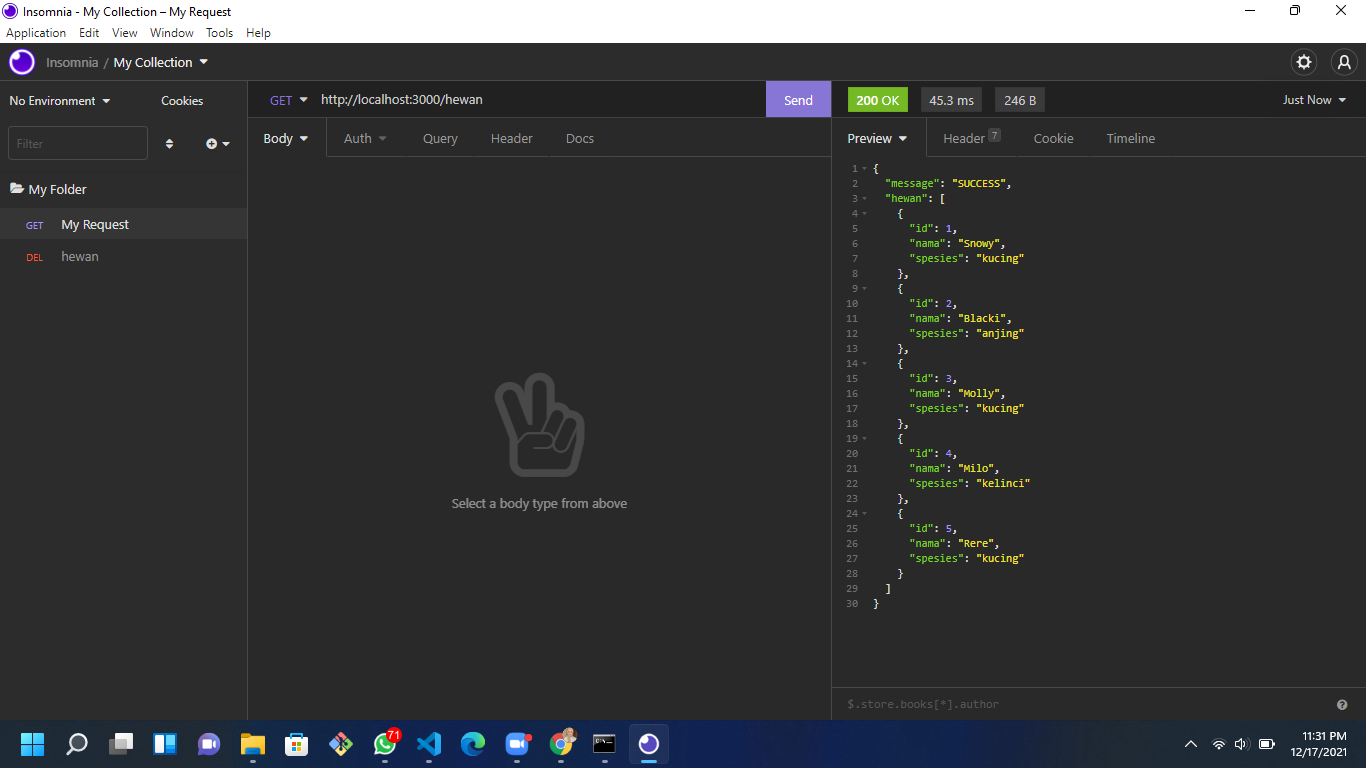 Insomnia - My Collection – My Request
Application Edit View Window Tools Help
Insomnia / My Collection
No Environment Cookies
GET http://localhost:3000/hewan Send
200 OK 45.3 ms 246 B Just Now
Filter
Body Auth Query Header Docs
Preview Header 7 Cookie Timeline
My Folder
GET My Request
DEL hewan
Select a body type from above
1 {
2 "message": "SUCCESS",
3 "hewan": [
4 {
5 "id": 1,
6 "nama": "Snowy",
7 "spesies": "kucing"
8 },
9 {
10 "id": 2,
11 "nama": "Blacki",
12 "spesies": "anjing"
13 },
14 {
15 "id": 3,
16 "nama": "Molly",
17 "spesies": "kucing"
18 },
19 {
20 "id": 4,
21 "nama": "Milo",
22 "spesies": "kelinci"
23 },
24 {
25 "id": 5,
26 "nama": "Rere",
27 "spesies": "kucing"
28 }
29 ]
30 }
$.store.books[*].author
71
11:31 PM
12/17/2021